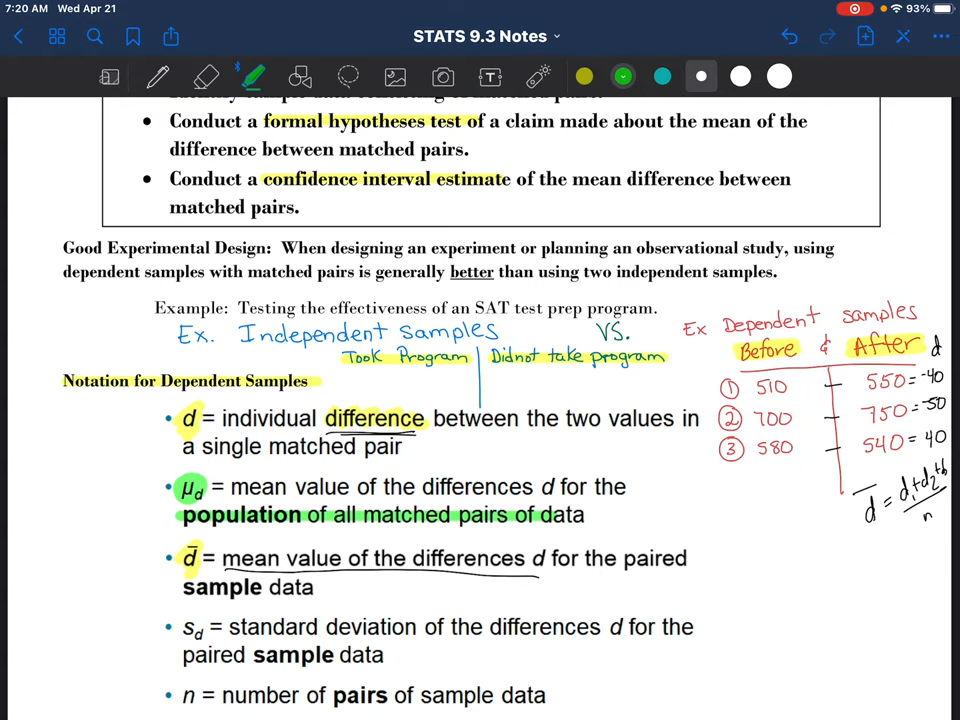 7:20 AM Wed Apr 21
93%
STATS 9.3 Notes
T
• Conduct a formal hypotheses test of a claim made about the mean of the
difference between matched pairs.
• Conduct a confidence interval estimate of the mean difference between
matched pairs.
Good Experimental Design: When designing an experiment or planning an observational study, using
dependent samples with matched pairs is generally better than using two independent samples.
Example: Testing the effectiveness of an SAT test prep program.
Ex. Independent Samples VS.
Took Program Did not take program
Ex Dependent Samples
Before & After d
① 510 – 550 = -40
② 700 – 750 = -50
③ 580 – 540 = 40
d̄ = d₁+d₂+
n
Notation for Dependent Samples
• d = individual difference between the two values in
a single matched pair
• μd = mean value of the differences d for the
population of all matched pairs of data
• d̄ = mean value of the differences d for the paired
sample data
• sd = standard deviation of the differences d for the
paired sample data
• n = number of pairs of sample data